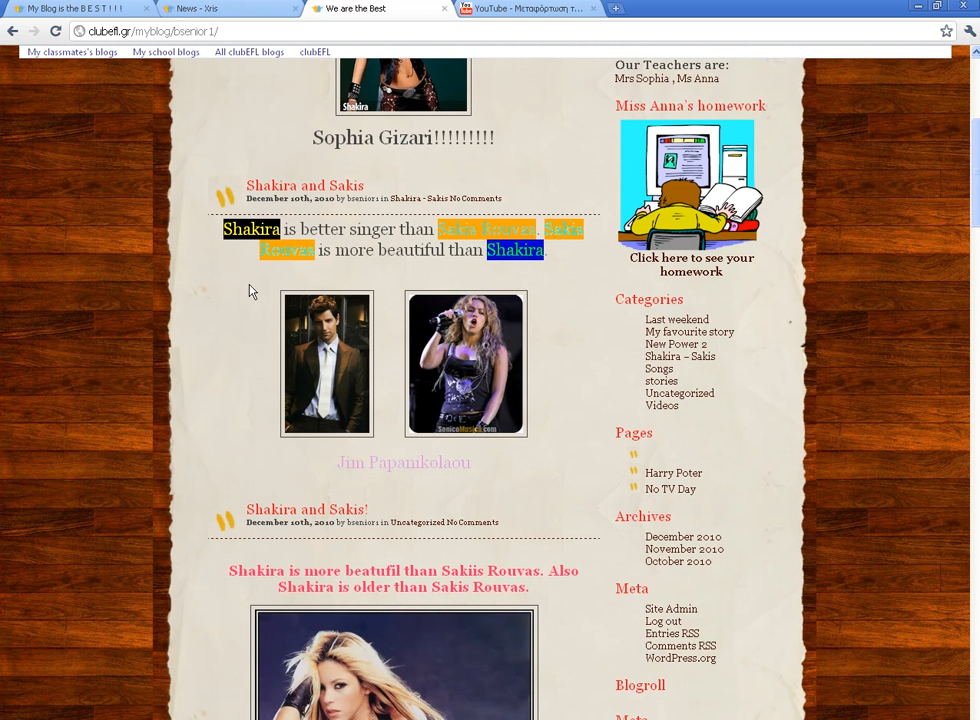 My Blog is the B E S T ! ! !
News - Xris
We are the Best
YouTube - Μεταφόρτωση τ...
clubefl.gr/myblog/bsenior1/
My classmates's blogs
My school blogs
All clubEFL blogs
clubEFL
Shakira
Sophia Gizari!!!!!!!!!
Shakira and Sakis
December 10th, 2010 by bsenior1 in Shakira - Sakis No Comments
Shakira is better singer than Sakis Rouvas. Sakis
Rouvas is more beautiful than Shakira.
SonicoMusica.com
Jim Papanikolaou
Shakira and Sakis!
December 10th, 2010 by bsenior1 in Uncategorized No Comments
Shakira is more beatufil than Sakiis Rouvas. Also
Shakira is older than Sakis Rouvas.
Our Teachers are:
Mrs Sophia , Ms Anna
Miss Anna's homework
Click here to see your
homework
Categories
Last weekend
My favourite story
New Power 2
Shakira – Sakis
Songs
stories
Uncategorized
Videos
Pages
Harry Poter
No TV Day
Archives
December 2010
November 2010
October 2010
Meta
Site Admin
Log out
Entries RSS
Comments RSS
WordPress.org
Blogroll
Meta